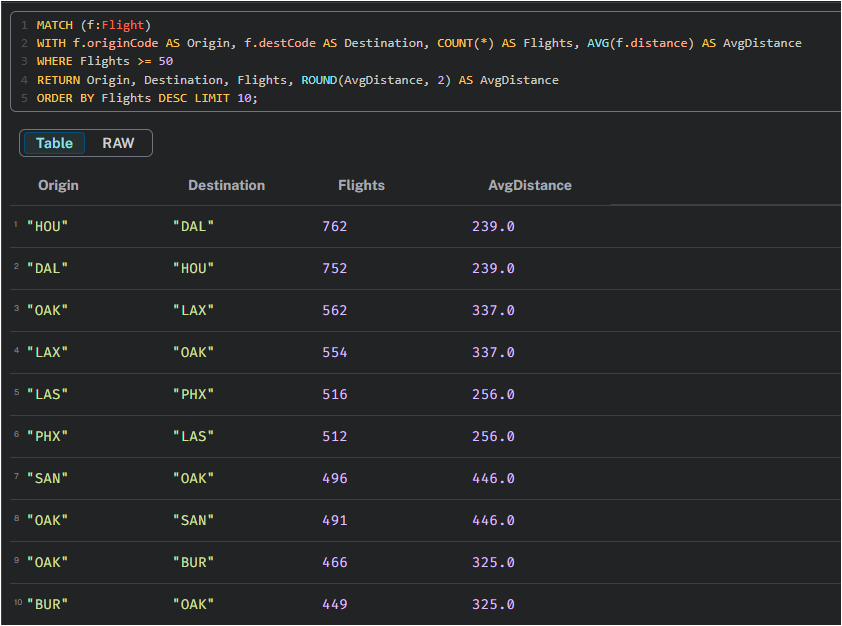 1 MATCH (f:Flight)
2 WITH f.originCode AS Origin, f.destCode AS Destination, COUNT(*) AS Flights, AVG(f.distance) AS AvgDistance
3 WHERE Flights >= 50
4 RETURN Origin, Destination, Flights, ROUND(AvgDistance, 2) AS AvgDistance
5 ORDER BY Flights DESC LIMIT 10;
Table RAW
Origin Destination Flights AvgDistance
1 "HOU" "DAL" 762 239.0
2 "DAL" "HOU" 752 239.0
3 "OAK" "LAX" 562 337.0
4 "LAX" "OAK" 554 337.0
5 "LAS" "PHX" 516 256.0
6 "PHX" "LAS" 512 256.0
7 "SAN" "OAK" 496 446.0
8 "OAK" "SAN" 491 446.0
9 "OAK" "BUR" 466 325.0
10 "BUR" "OAK" 449 325.0